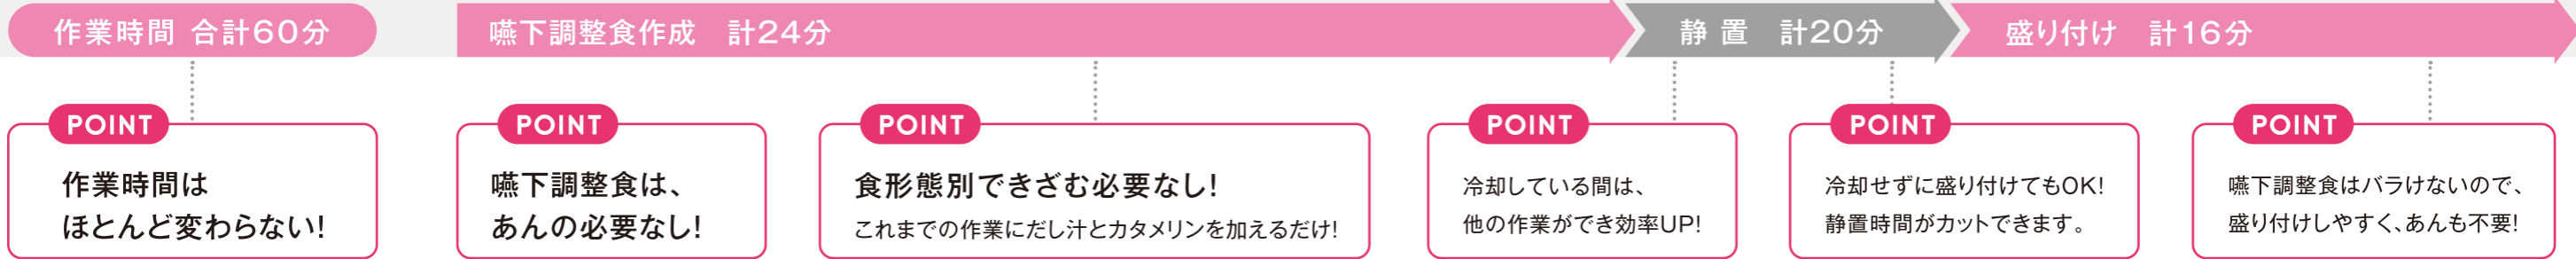 作業時間 合計60分
嚥下調整食作成 計24分
静置 計20分
盛り付け 計16分
POINT
作業時間は
ほとんど変わらない!
POINT
嚥下調整食は、
あんの必要なし!
POINT
食形態別できざむ必要なし!
これまでの作業にだし汁とカタメリンを加えるだけ!
POINT
冷却している間は、
他の作業ができ効率UP!
POINT
冷却せずに盛り付けてもOK!
静置時間がカットできます。
POINT
嚥下調整食はバラけないので、
盛り付けしやすく、あんも不要!